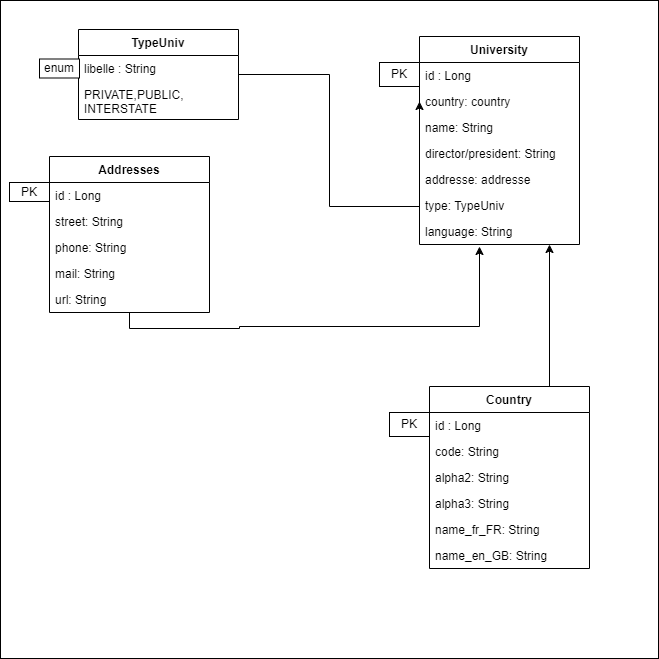 TypeUniv
enum
libelle : String
PRIVATE,PUBLIC,
INTERSTATE
University
PK
id : Long
country: country
name: String
director/president: String
addresse: addresse
type: TypeUniv
language: String
Addresses
PK
id : Long
street: String
phone: String
mail: String
url: String
Country
PK
id : Long
code: String
alpha2: String
alpha3: String
name_fr_FR: String
name_en_GB: String